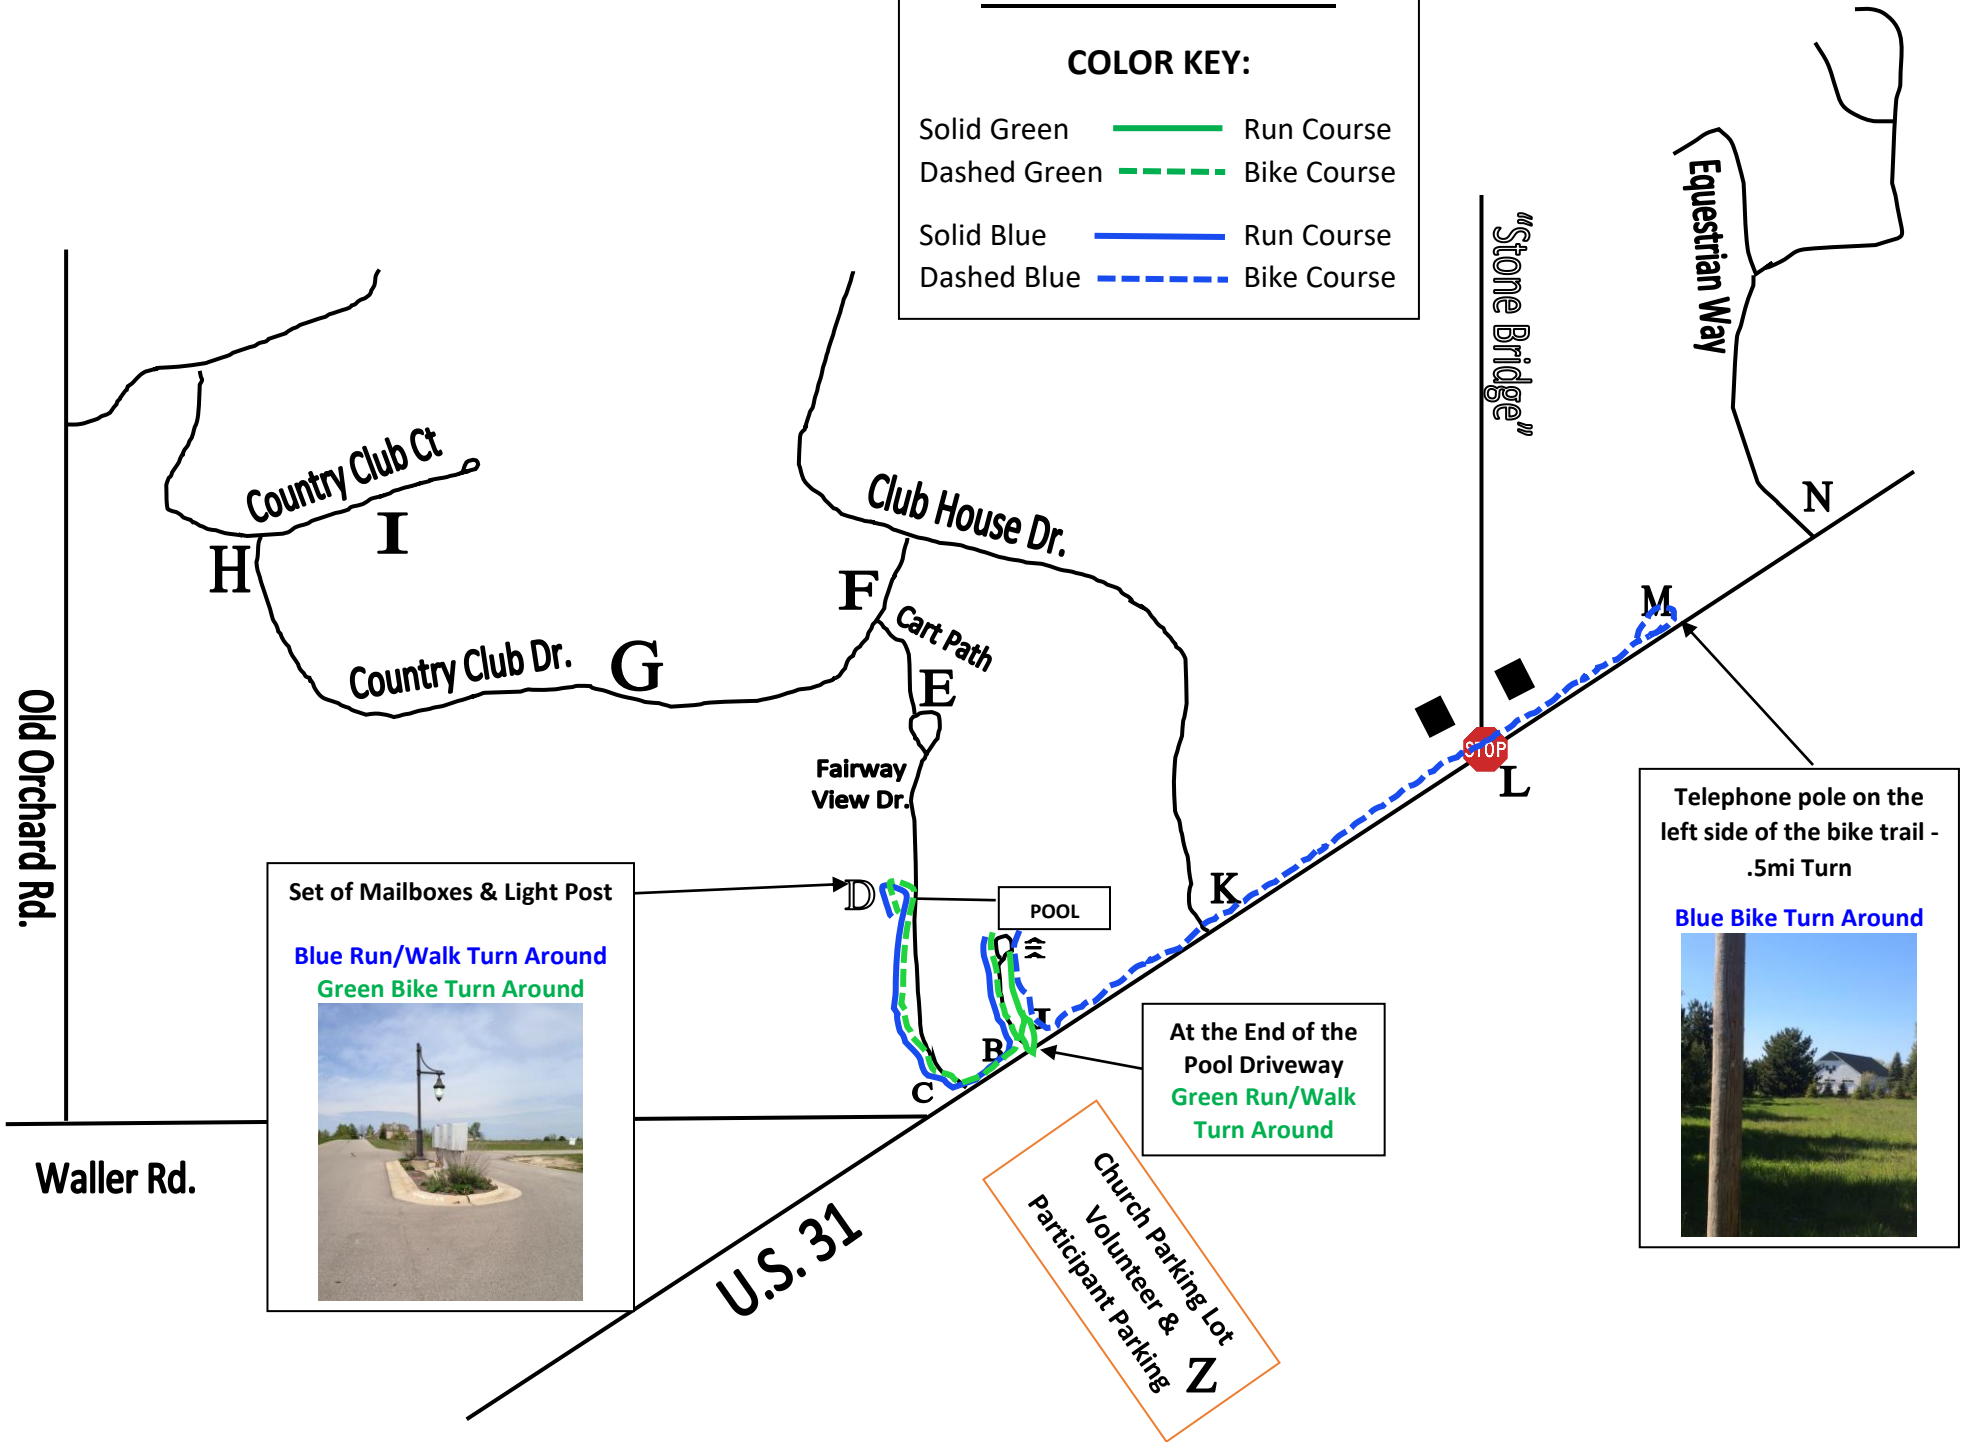 COLOR KEY:
Solid Green Run Course
Dashed Green Bike Course
Solid Blue Run Course
Dashed Blue Bike Course
"Stone Bridge"
Equestrian Way
Country Club Ct
I
H
Club House Dr.
F
Cart Path
E
Country Club Dr.
G
N
M
STOP
L
Old Orchard Rd.
Fairway
View Dr.
D
POOL
K
J
B
C
Set of Mailboxes & Light Post
Blue Run/Walk Turn Around
Green Bike Turn Around
Telephone pole on the
left side of the bike trail -
.5mi Turn
Blue Bike Turn Around
At the End of the
Pool Driveway
Green Run/Walk
Turn Around
Waller Rd.
U.S. 31
Church Parking Lot
Volunteer &
Participant Parking
Z